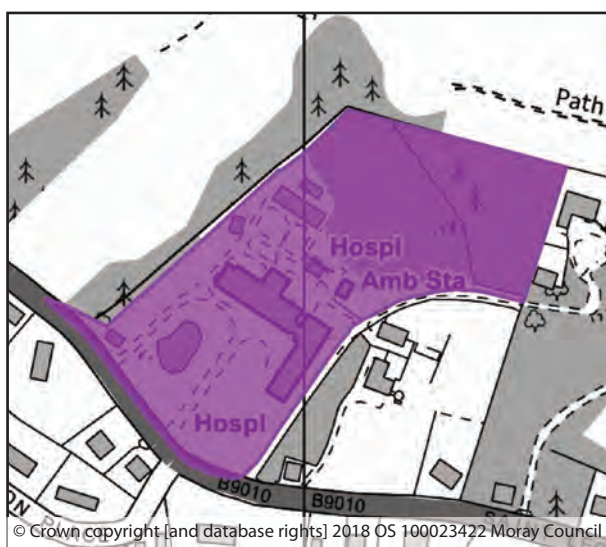 Path
Hospl
Amb Sta
Hospl
B9010
B9010
© Crown copyright [and database rights] 2018 OS 100023422 Moray Council